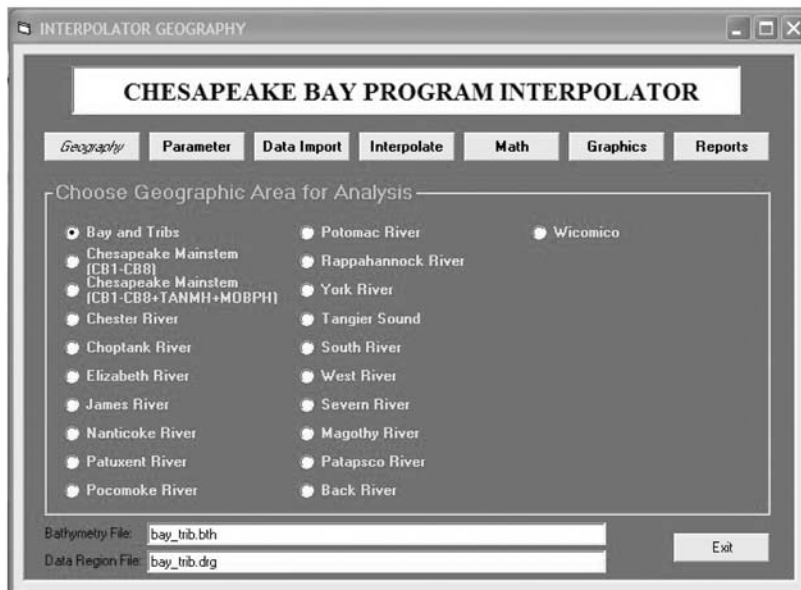 INTERPOLATOR GEOGRAPHY
CHESAPEAKE BAY PROGRAM INTERPOLATOR
Geography Parameter Data Import Interpolate Math Graphics Reports
Choose Geographic Area for Analysis
Bay and Tribs
Chesapeake Mainstem
(CB1-CB8)
Chesapeake Mainstem
(CB1-CB8+TANMH+MOBPH)
Chester River
Choptank River
Elizabeth River
James River
Nanticoke River
Patuxent River
Pocomoke River
Potomac River
Rappahannock River
York River
Tangier Sound
South River
West River
Severn River
Magothy River
Patapsco River
Back River
Wicomico
Bathymetry File: bay_trib.bth
Data Region File: bay_trib.drg
Exit